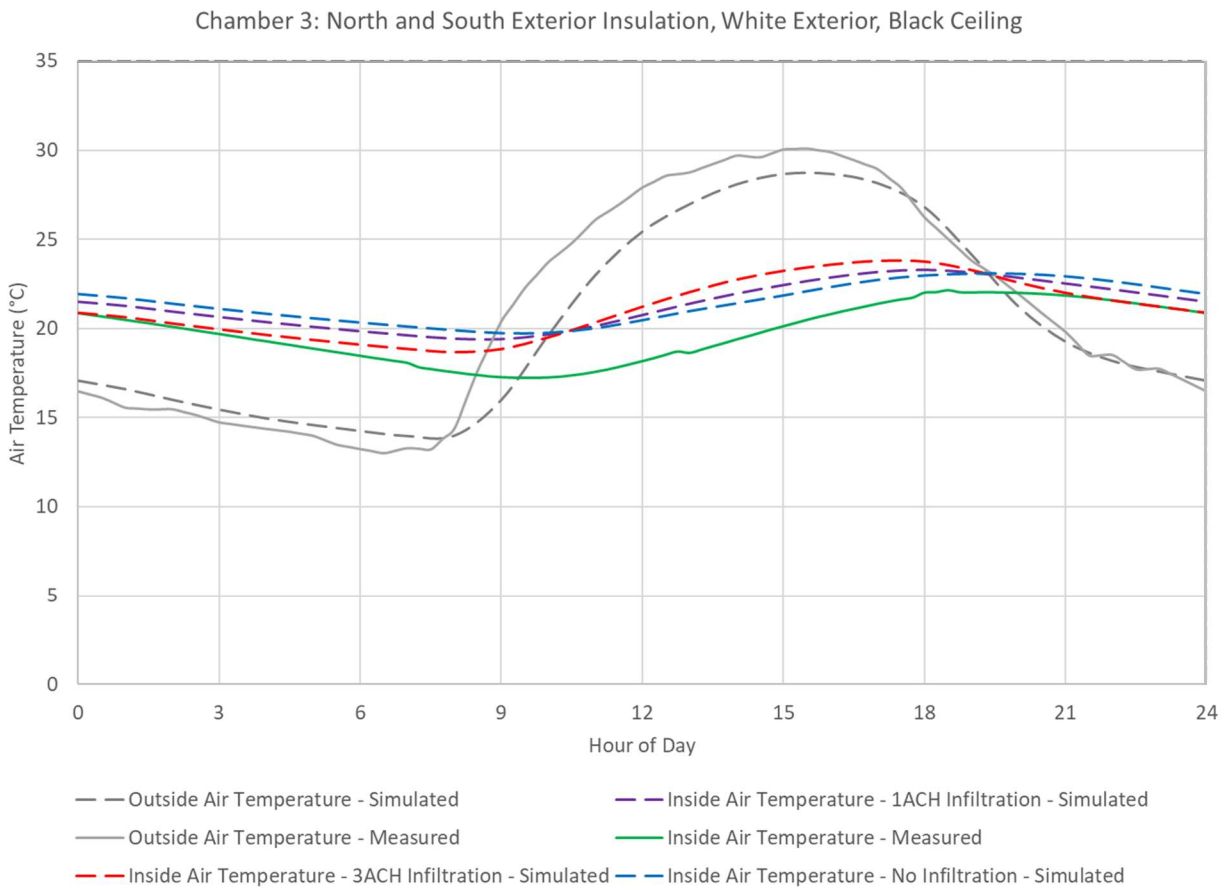 Chamber 3: North and South Exterior Insulation, White Exterior, Black Ceiling
35
30
25
20
15
10
5
0
Air Temperature (°C)
0 3 6 9 12 15 18 21 24
Hour of Day
Outside Air Temperature - Simulated
Inside Air Temperature - 1ACH Infiltration - Simulated
Outside Air Temperature - Measured
Inside Air Temperature - Measured
Inside Air Temperature - 3ACH Infiltration - Simulated
Inside Air Temperature - No Infiltration - Simulated